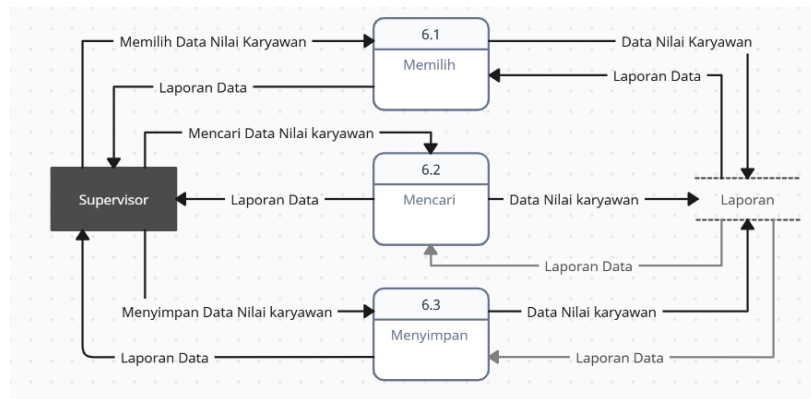 6.1
Memilih Data Nilai Karyawan
Data Nilai Karyawan
Memilih
Laporan Data
Laporan Data
Mencari Data Nilai karyawan
6.2
Supervisor
Laporan Data
Mencari
Data Nilai karyawan
Laporan
Laporan Data
6.3
Menyimpan Data Nilai karyawan
Data Nilai karyawan
Menyimpan
Laporan Data
Laporan Data